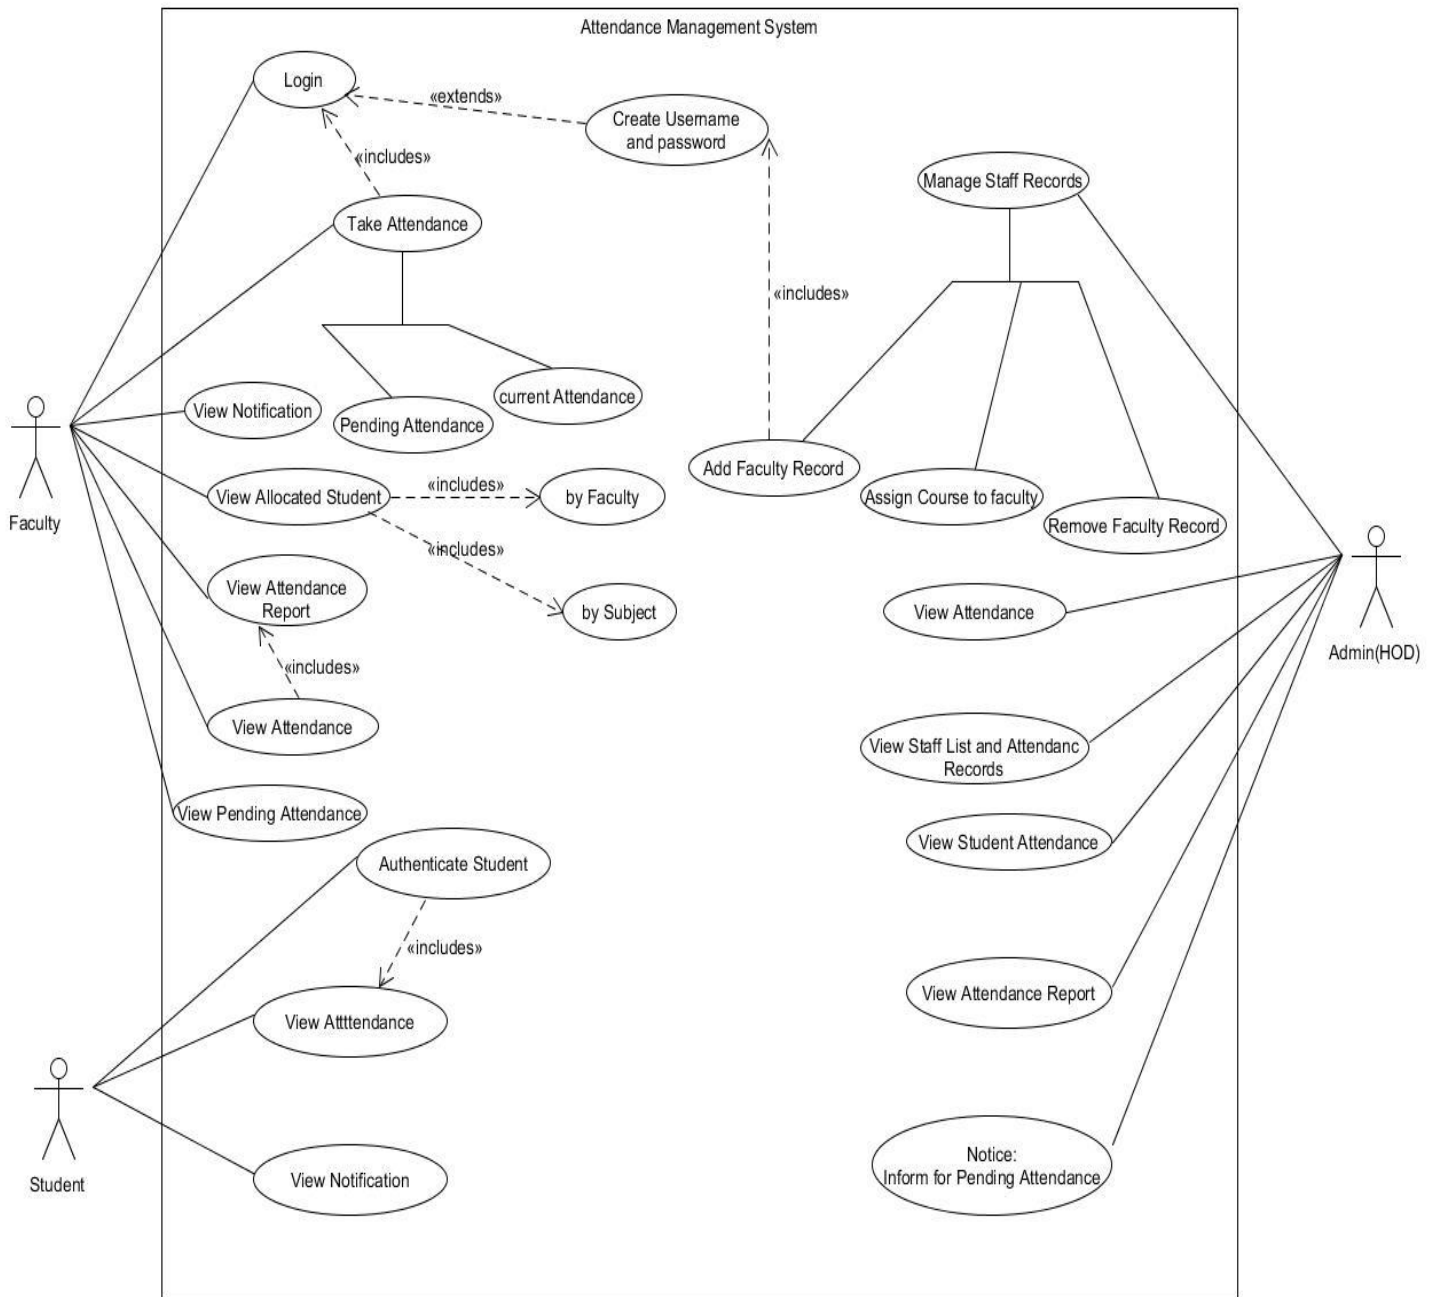 Attendance Management System
Login
«extends»
Create Username
and password
«includes»
Manage Staff Records
Take Attendance
«includes»
current Attendance
View Notification
Pending Attendance
Faculty
Add Faculty Record
View Allocated Student
«includes»
by Faculty
Assign Course to faculty
Remove Faculty Record
«includes»
View Attendance
Report
by Subject
View Attendance
Admin(HOD)
«includes»
View Attendance
View Staff List and Attendanc
Records
View Pending Attendance
View Student Attendance
Authenticate Student
«includes»
View Attendance Report
View Attttendance
Student
View Notification
Notice:
Inform for Pending Attendance